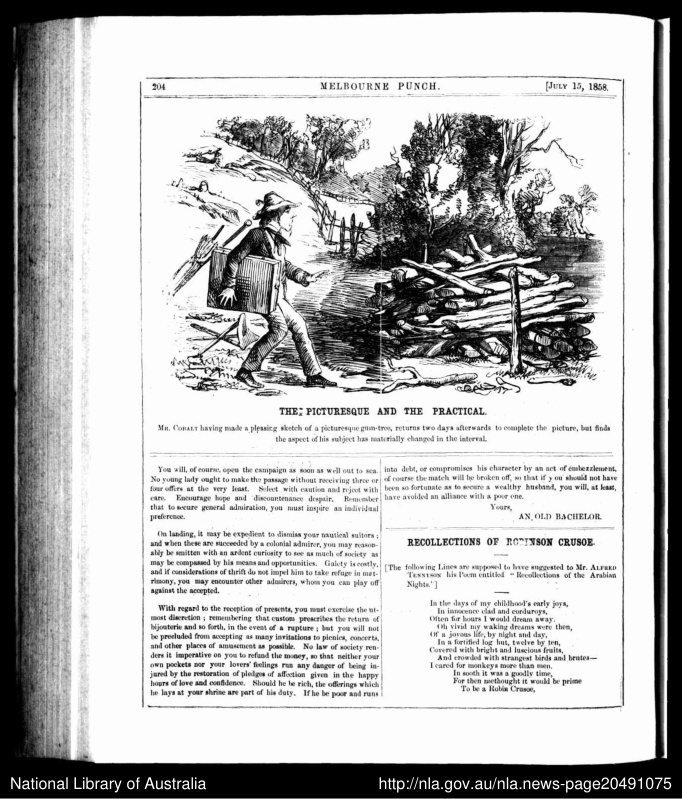 204
MELBOURNE PUNCH.
[JULY 15, 1858.
THE PICTURESQUE AND THE PRACTICAL.
MR. COBALT having made a pleasing sketch of a picturesque gum-tree, returns two days afterwards to complete the picture, but finds
the aspect of his subject has materially changed in the interval.
You will, of course, open the campaign as soon as well out to sea.
No young lady ought to make the passage without receiving three or
four offers at the very least. Select with caution and reject with
care. Encourage hope and discountenance despair. Remember
that to secure general admiration, you must inspire an individual
preference.
On landing, it may be expedient to dismiss your nautical suitors ;
and when these are succeeded by a colonial admirer, you may reason-
ably be smitten with an ardent curiosity to see as much of society as
may be compassed by his means and opportunities. Gaiety is costly,
and if considerations of thrift do not impel him to take refuge in mat-
rimony, you may encounter other admirers, whom you can play off
against the accepted.
With regard to the reception of presents, you must exercise the ut-
most discretion ; remembering that custom prescribes the return of
bijouterie and so forth, in the event of a rupture ; but you will not
be precluded from accepting as many invitations to picnics, concerts,
and other places of amusement as possible. No law of society ren-
ders it imperative on you to refund the money, so that neither your
own pockets nor your lovers' feelings run any danger of being in-
jured by the restoration of pledges of affection given in the happy
hours of love and confidence. Should he be rich, the offerings which
he lays at your shrine are part of his duty. If he be poor and runs
into debt, or compromises his character by an act of embezzlement,
of course the match will be broken off, so that if you should not have
been so fortunate as to secure a wealthy husband, you will, at least,
have avoided an alliance with a poor one.
Yours,
AN OLD BACHELOR.
RECOLLECTIONS OF ROBINSON CRUSOE.
[The following Lines are supposed to have suggested to Mr. ALFRED
TENNYSON his Poem entitled " Recollections of the Arabian
Nights."]
In the days of my childhood's early joys,
In innocence clad and corduroys,
Often for hours I would dream away.
Oh vivid my waking dreams were then,
Of a jovous life, by night and day,
In a fortified log hut, twelve by ten,
Covered with bright and luscious fruits,
And crowded with strangest birds and brutes—
I cared for monkeys more than men.
In sooth it was a goodly time,
For then methought it would be prime
To be a Robin Crusoe,
National Library of Australia
http://nla.gov.au/nla.news-page20491075